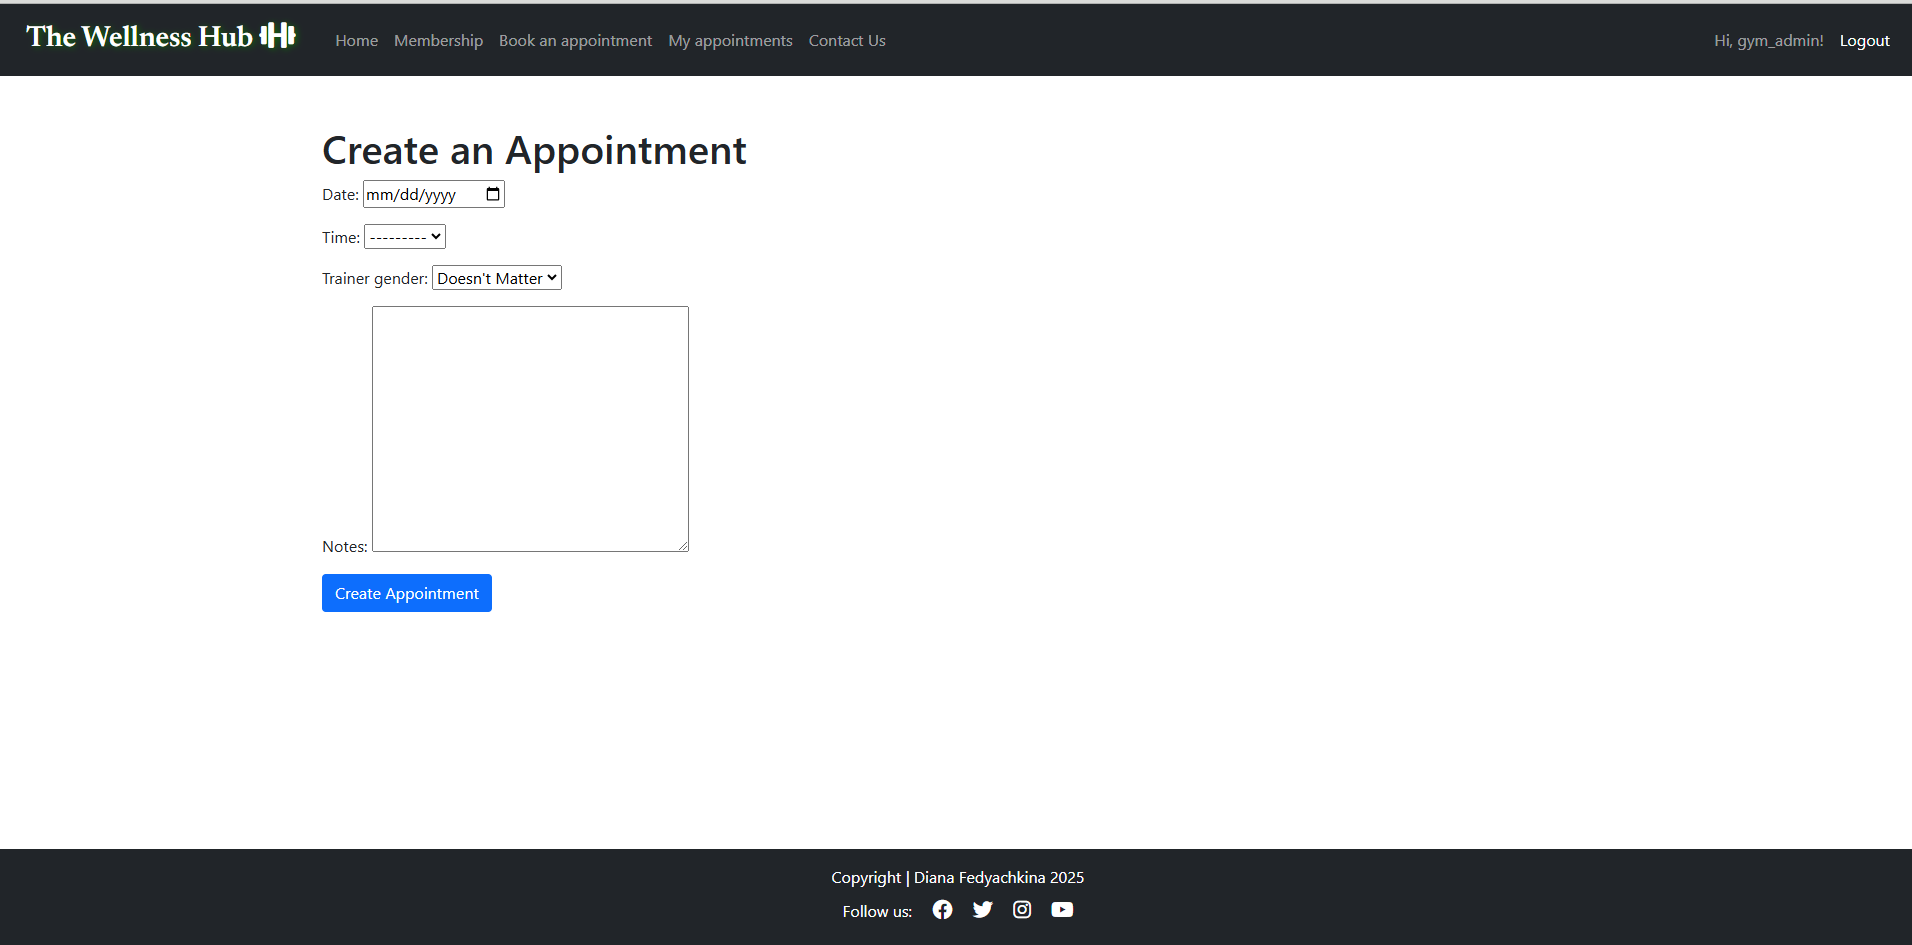 The Wellness Hub
Home Membership Book an appointment My appointments Contact Us Hi, gym_admin! Logout
Create an Appointment
Date: mm/dd/yyyy
Time: ---------
Trainer gender: Doesn't Matter
Notes:
Create Appointment
Copyright | Diana Fedyachkina 2025
Follow us: